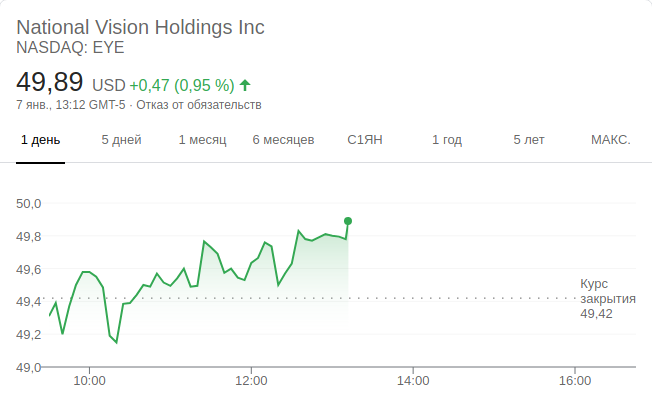 National Vision Holdings Inc
NASDAQ: EYE
49,89 USD +0,47 (0,95 %)
7 янв., 13:12 GMT-5 · Отказ от обязательств
1 день 5 дней 1 месяц 6 месяцев С1ЯН 1 год 5 лет МАКС.
50,0
49,8
49,6
Курс
49,4 закрытия
49,42
49,2
49,0
10:00 12:00 14:00 16:00